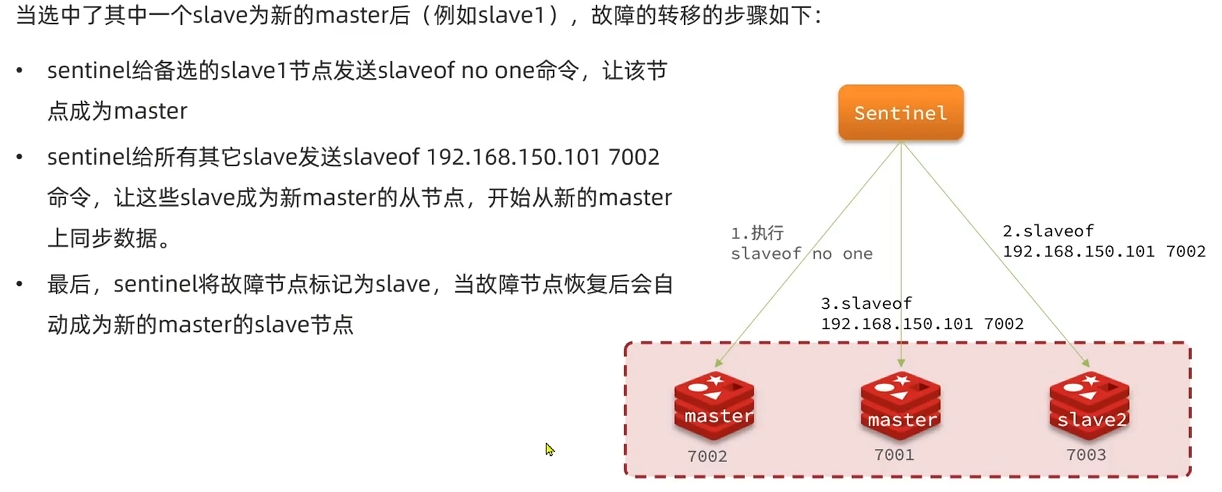 当选中了其中一个slave为新的master后（例如slave1），故障的转移的步骤如下：
• sentinel给备选的slave1节点发送slaveof no one命令，让该节
点成为master
• sentinel给所有其它slave发送slaveof 192.168.150.101 7002
命令，让这些slave成为新master的从节点，开始从新的master
上同步数据。
• 最后，sentinel将故障节点标记为slave，当故障节点恢复后会自
动成为新的master的slave节点
Sentinel
1.执行
slaveof no one
2.slaveof
192.168.150.101 7002
3.slaveof
192.168.150.101 7002
master
master
slave2
7002
7001
7003